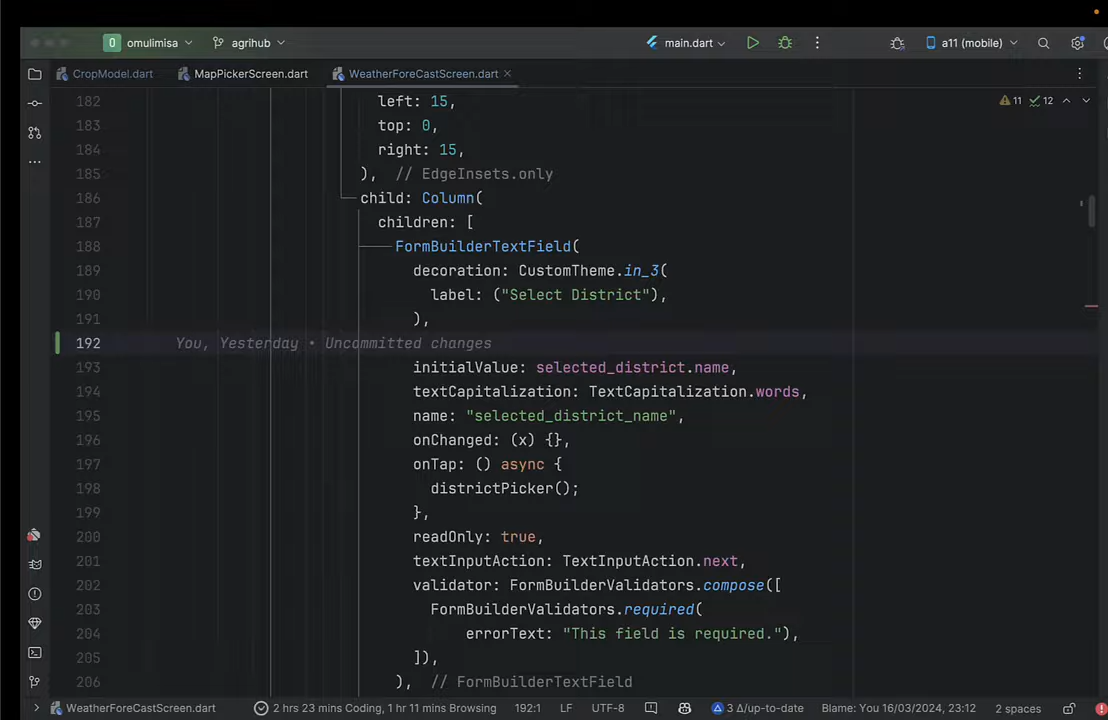 0 omulimisa agrihub main.dart a11 (mobile)
CropModel.dart MapPickerScreen.dart WeatherForeCastScreen.dart
11 12
182 left: 15,
183 top: 0,
184 right: 15,
185 ), // EdgeInsets.only
186 child: Column(
187 children: [
188 FormBuilderTextField(
189 decoration: CustomTheme.in_3(
190 label: ("Select District"),
191 ),
192 You, Yesterday • Uncommitted changes
193 initialValue: selected_district.name,
194 textCapitalization: TextCapitalization.words,
195 name: "selected_district_name",
196 onChanged: (x) {},
197 onTap: () async {
198 districtPicker();
199 },
200 readOnly: true,
201 textInputAction: TextInputAction.next,
202 validator: FormBuilderValidators.compose([
203 FormBuilderValidators.required(
204 errorText: "This field is required."),
205 ]),
206 ), // FormBuilderTextField
WeatherForeCastScreen.dart 2 hrs 23 mins Coding, 1 hr 11 mins Browsing 192:1 LF UTF-8 3 Δ/up-to-date Blame: You 16/03/2024, 23:12 2 spaces